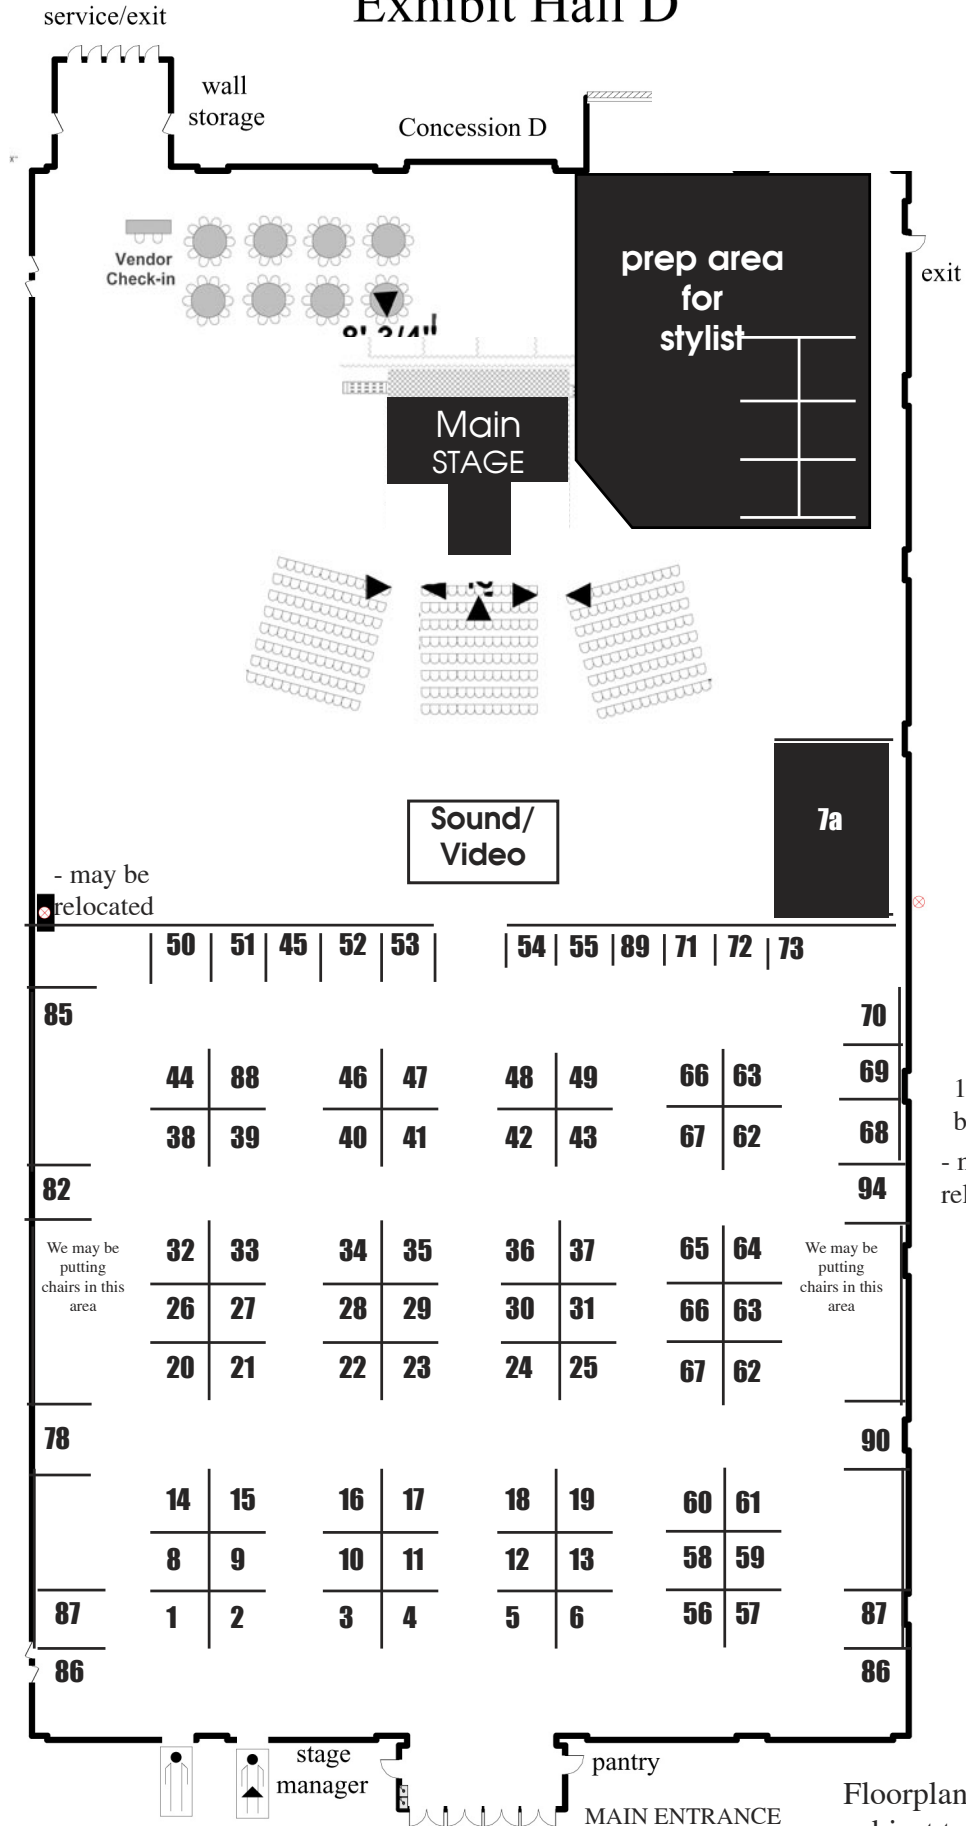 Exhibit Hall D
service/exit
wall
storage
Concession D
Vendor
Check-in
prep area
for
stylist
exit
8' 3/4"
Main
STAGE
7a
Sound/
Video
- may be
relocated
50 51 45 52 53 54 55 89 71 72 73
85 70
44 88 46 47 48 49 66 63 69
38 39 40 41 42 43 67 62 68
82 94
We may be
putting
chairs in this
area
32 33 34 35 36 37 65 64
26 27 28 29 30 31 66 63
20 21 22 23 24 25 67 62
We may be
putting
chairs in this
area
78 90
14 15 16 17 18 19 60 61
8 9 10 11 12 13 58 59
87 1 2 3 4 5 6 56 57 87
86 86
stage
manager
pantry
MAIN ENTRANCE
Floorplan